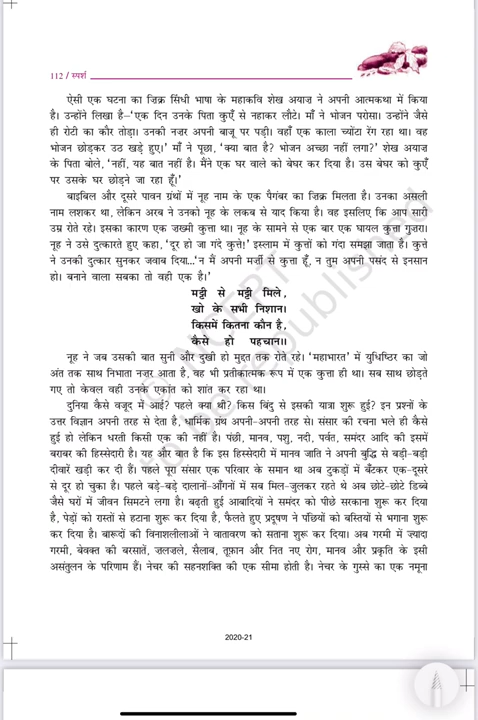 112 / स्पर्श
ऐसी एक घटना का ज़िक्र सिंधी भाषा के महाकवि शेख अयाज़ ने अपनी आत्मकथा में किया
है। उन्होंने लिखा है–‘एक दिन उनके पिता कुएँ से नहाकर लौटे। माँ ने भोजन परोसा। उन्होंने जैसे
ही रोटी का कौर तोड़ा। उनकी नज़र अपनी बाजू पर पड़ी। वहाँ एक काला च्योंटा रेंग रहा था। वह
भोजन छोड़कर उठ खड़े हुए।’ माँ ने पूछा, ‘क्या बात है? भोजन अच्छा नहीं लगा?’ शेख अयाज़
के पिता बोले, ‘नहीं, यह बात नहीं है। मैंने एक घर वाले को बेघर कर दिया है। उस बेघर को कुएँ
पर उसके घर छोड़ने जा रहा हूँ।’
बाइबिल और दूसरे पावन ग्रंथों में नूह नाम के एक पैगंबर का ज़िक्र मिलता है। उनका असली
नाम लशकर था, लेकिन अरब ने उनको नूह के लकब से याद किया है। वह इसलिए कि आप सारी
उम्र रोते रहे। इसका कारण एक ज़ख्मी कुत्ता था। नूह के सामने से एक बार एक घायल कुत्ता गुज़रा।
नूह ने उसे दुत्कारते हुए कहा, ‘दूर हो जा गंदे कुत्ते!’ इस्लाम में कुत्तों को गंदा समझा जाता है। कुत्ते
ने उनकी दुत्कार सुनकर जवाब दिया...‘न मैं अपनी मर्ज़ी से कुत्ता हूँ, न तुम अपनी पसंद से इनसान
हो। बनाने वाला सबका तो वही एक है।’
मट्टी से मट्टी मिले,
खो के सभी निशान।
किसमें कितना कौन है,
कैसे हो पहचान॥
नूह ने जब उसकी बात सुनी और दुखी हो मुद्दत तक रोते रहे। ‘महाभारत’ में युधिष्ठिर का जो
अंत तक साथ निभाता नज़र आता है, वह भी प्रतीकात्मक रूप में एक कुत्ता ही था। सब साथ छोड़ते
गए तो केवल वही उनके एकांत को शांत कर रहा था।
दुनिया कैसे वजूद में आई? पहले क्या थी? किस बिंदु से इसकी यात्रा शुरू हुई? इन प्रश्नों के
उत्तर विज्ञान अपनी तरह से देता है, धार्मिक ग्रंथ अपनी-अपनी तरह से। संसार की रचना भले ही कैसे
हुई हो लेकिन धरती किसी एक की नहीं है। पंछी, मानव, पशु, नदी, पर्वत, समंदर आदि की इसमें
बराबर की हिस्सेदारी है। यह और बात है कि इस हिस्सेदारी में मानव जाति ने अपनी बुद्धि से बड़ी-बड़ी
दीवारें खड़ी कर दी हैं। पहले पूरा संसार एक परिवार के समान था अब टुकड़ों में बँटकर एक-दूसरे
से दूर हो चुका है। पहले बड़े-बड़े दालानों-आँगनों में सब मिल-जुलकर रहते थे अब छोटे-छोटे डिब्बे
जैसे घरों में जीवन सिमटने लगा है। बढ़ती हुई आबादियों ने समंदर को पीछे सरकाना शुरू कर दिया
है, पेड़ों को रास्तों से हटाना शुरू कर दिया है, फैलते हुए प्रदूषण ने पंछियों को बस्तियों से भगाना शुरू
कर दिया है। बारूदों की विनाशलीलाओं ने वातावरण को सताना शुरू कर दिया। अब गरमी में ज़्यादा
गरमी, बेवक्त की बरसातें, ज़लज़ले, सैलाब, तूफ़ान और नित नए रोग, मानव और प्रकृति के इसी
असंतुलन के परिणाम हैं। नेचर की सहनशक्ति की एक सीमा होती है। नेचर के गुस्से का एक नमूना
2020-21
© NCERT
not to be republished